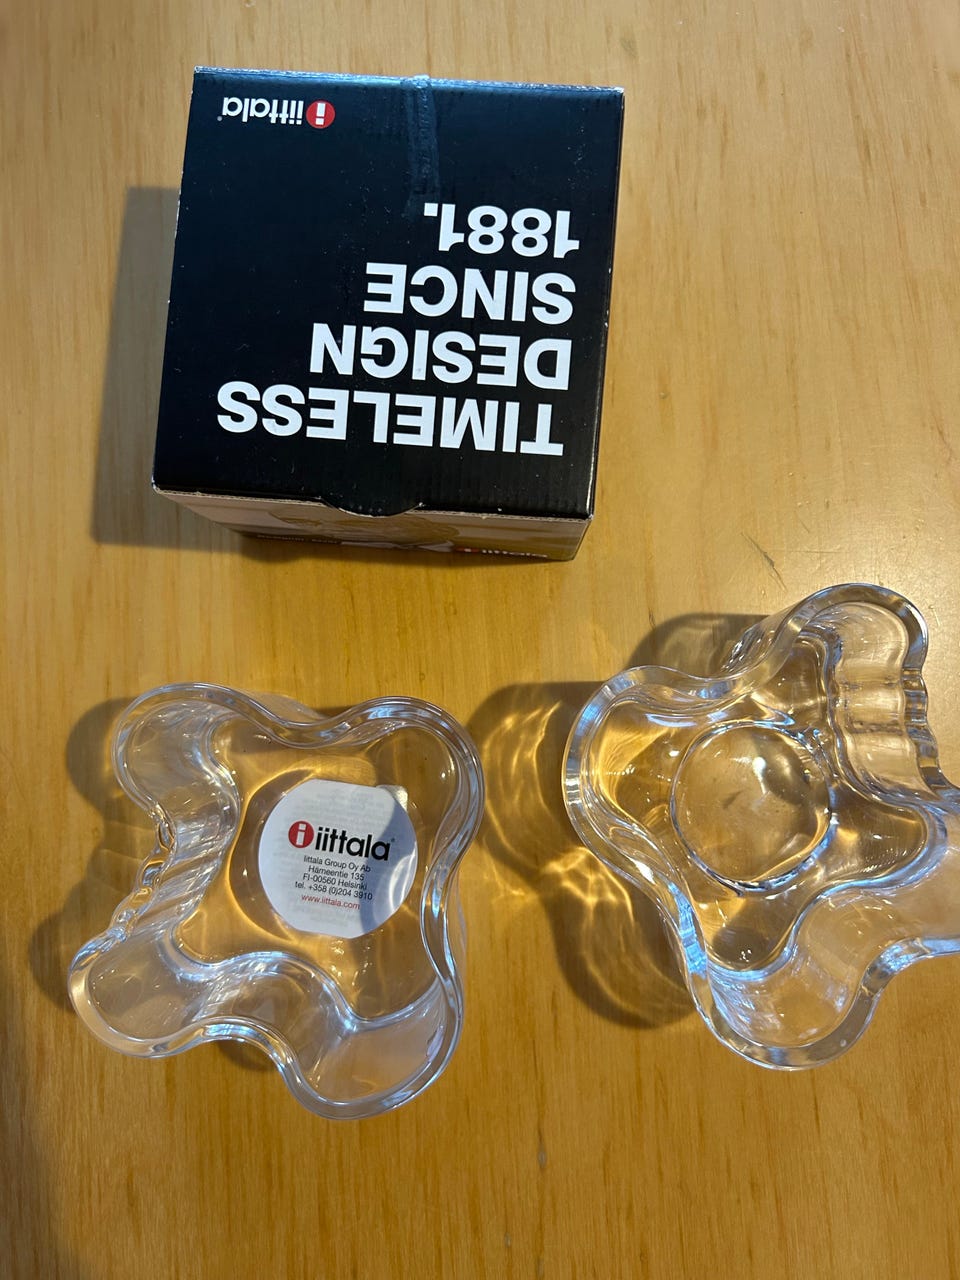 TIMELESS
DESIGN
SINCE
1881.
iittala
iittala
iittala
iittala Group Oy Ab
Hämeentie 135
FI-00560 Helsinki
tel. +358 (0)204 3910
www.iittala.com